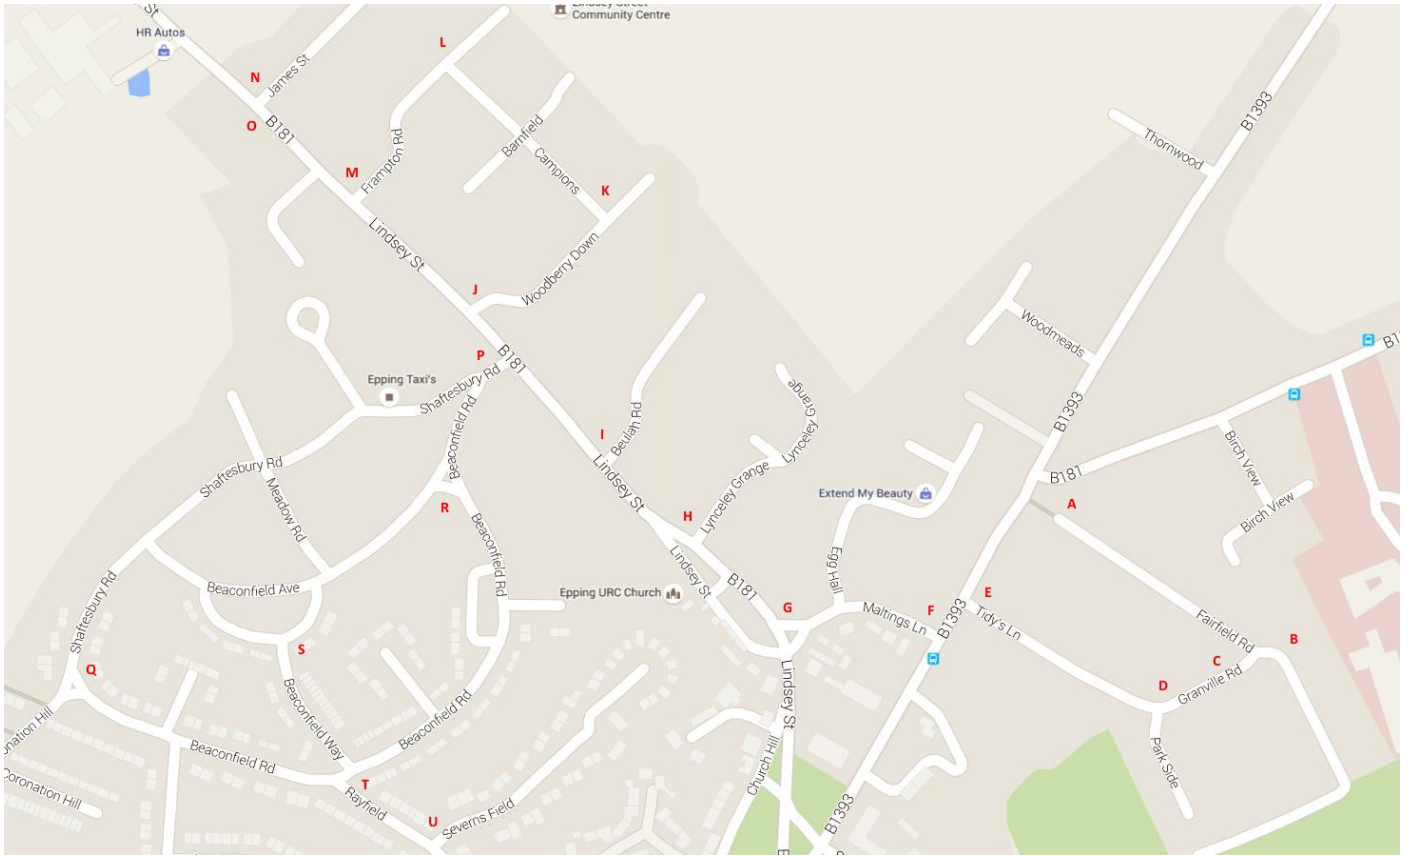 St
HR Autos
Lindsey Street
Community Centre
L
N
James St
O
B181
Frampton Rd
Barnfield
Campions
M
K
B1393
Thornwood
Lindsey St
Woodberry Down
J
P
B181
Epping Taxi's
Shaftesbury Rd
Beaconfield Rd
Woodmeads
B1393
I
Beulah Rd
Lynceley Grange
Shaftesbury Rd
Meadow Rd
Lindsey St
Lynceley Grange
Extend My Beauty
B181
Birch View
Birch View
A
R
H
Beaconfield Rd
Lindsey St
B181
Egg Hall
Shaftesbury Rd
Beaconfield Ave
Epping URC Church
G
Maltings Ln
F
B1393
E
Tidy's Ln
Fairfield Rd
B
C
D
Granville Rd
Q
S
Beaconfield Way
Beaconfield Rd
Lindsey St
Park Side
onation Hill
Beaconfield Rd
Coronation Hill
T
Rayfield
U
Severns Field
Church Hill
B1393